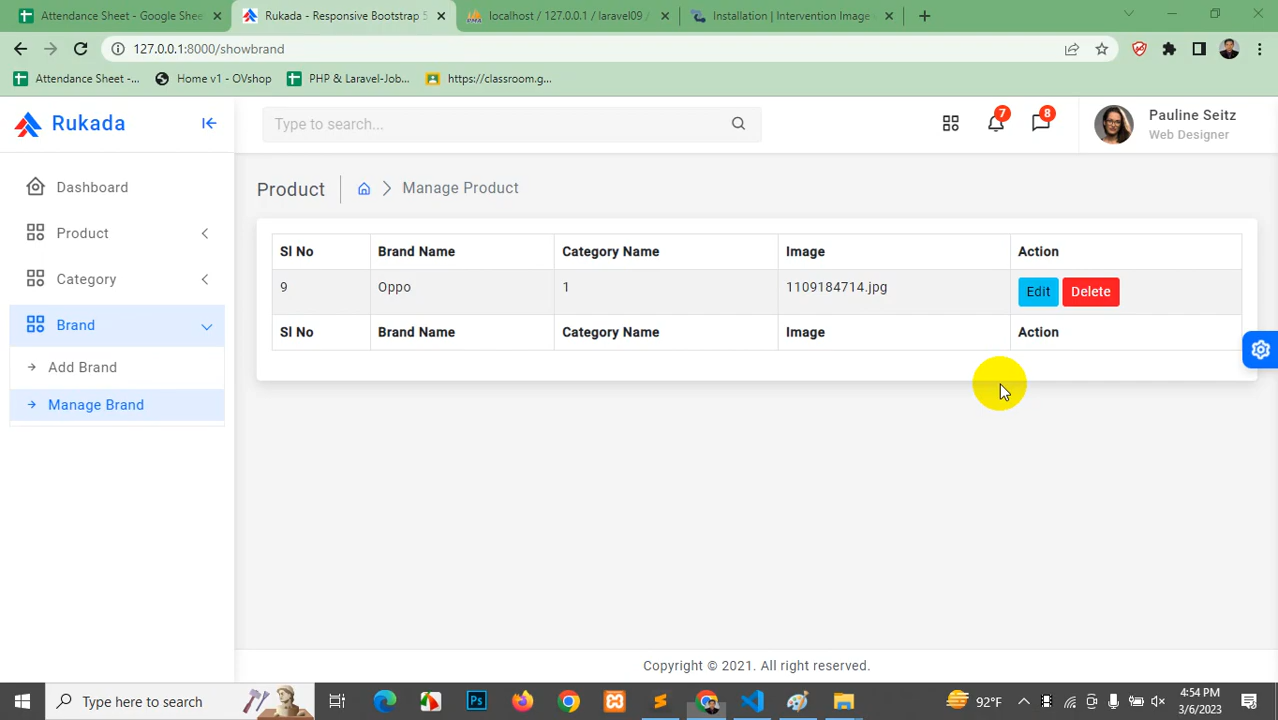 Attendance Sheet - Google Shee
Rukada - Responsive Bootstrap 5
localhost / 127.0.0.1 / laravel09
Installation | Intervention Image
127.0.0.1:8000/showbrand
Attendance Sheet -...
Home v1 - OVshop
PHP & Laravel-Job...
https://classroom.g...
Rukada
Type to search...
7
8
Pauline Seitz
Web Designer
Dashboard
Product
Category
Brand
Add Brand
Manage Brand
Product
Manage Product
Sl No Brand Name Category Name Image Action
9 Oppo 1 1109184714.jpg Edit Delete
Sl No Brand Name Category Name Image Action
Copyright © 2021. All right reserved.
Type here to search
Ps
92°F
4:54 PM
3/6/2023